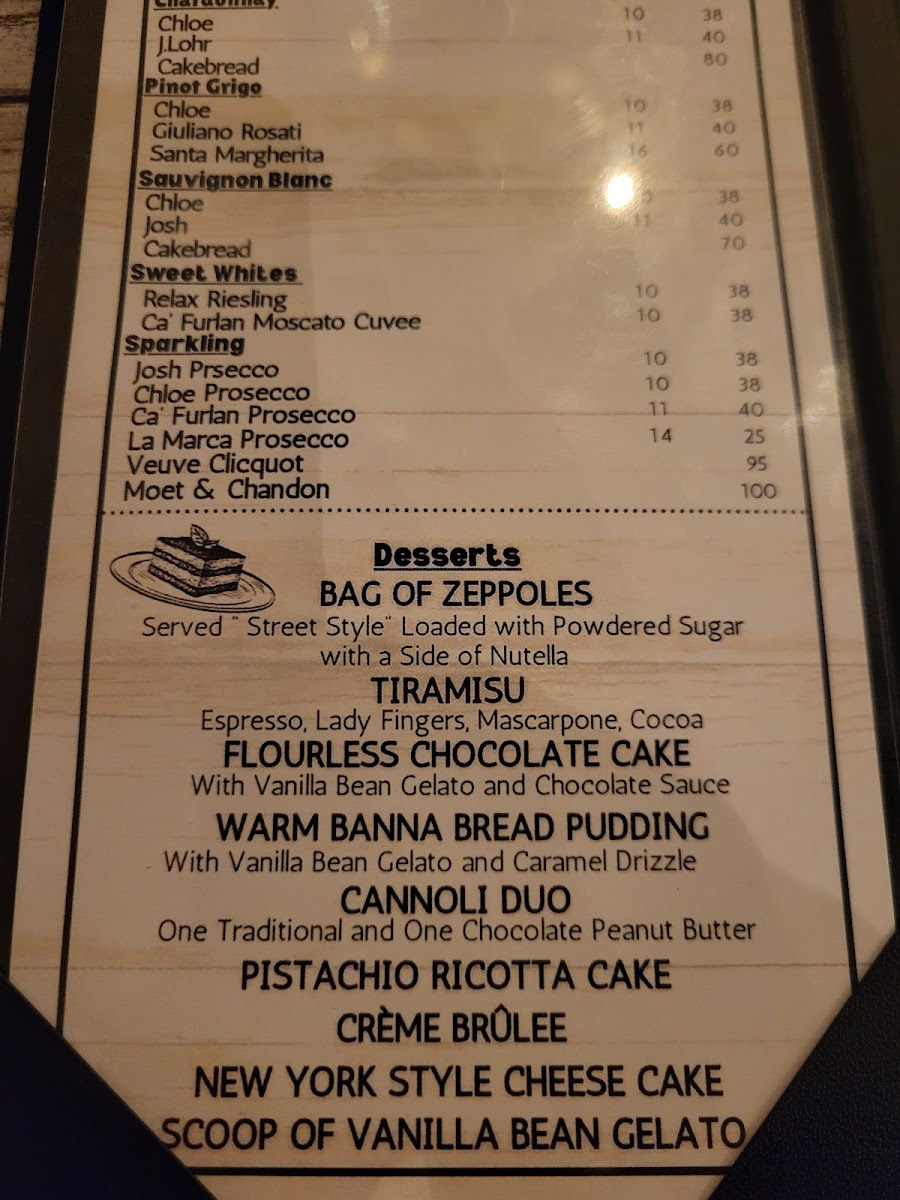 Chardonnay
Chloe 10 38
J.Lohr 11 40
Cakebread 80
Pinot Grigo
Chloe 10 38
Giuliano Rosati 11 40
Santa Margherita 16 60
Sauvignon Blanc
Chloe 38
Josh 11 40
Cakebread 70
Sweet Whites
Relax Riesling 10 38
Ca' Furlan Moscato Cuvee 10 38
Sparkling
Josh Prsecco 10 38
Chloe Prosecco 10 38
Ca' Furlan Prosecco 11 40
La Marca Prosecco 14 25
Veuve Clicquot 95
Moet & Chandon 100
Desserts
BAG OF ZEPPOLES
Served " Street Style" Loaded with Powdered Sugar
with a Side of Nutella
TIRAMISU
Espresso, Lady Fingers, Mascarpone, Cocoa
FLOURLESS CHOCOLATE CAKE
With Vanilla Bean Gelato and Chocolate Sauce
WARM BANNA BREAD PUDDING
With Vanilla Bean Gelato and Caramel Drizzle
CANNOLI DUO
One Traditional and One Chocolate Peanut Butter
PISTACHIO RICOTTA CAKE
CRÈME BRÛLEE
NEW YORK STYLE CHEESE CAKE
SCOOP OF VANILLA BEAN GELATO